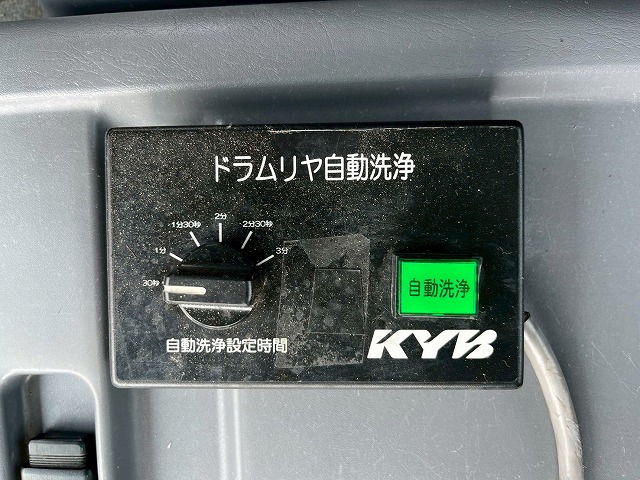 ドラムリヤ自動洗浄
30秒
1分
1分30秒
2分
2分30秒
3分
自動洗浄
自動洗浄設定時間
KYB